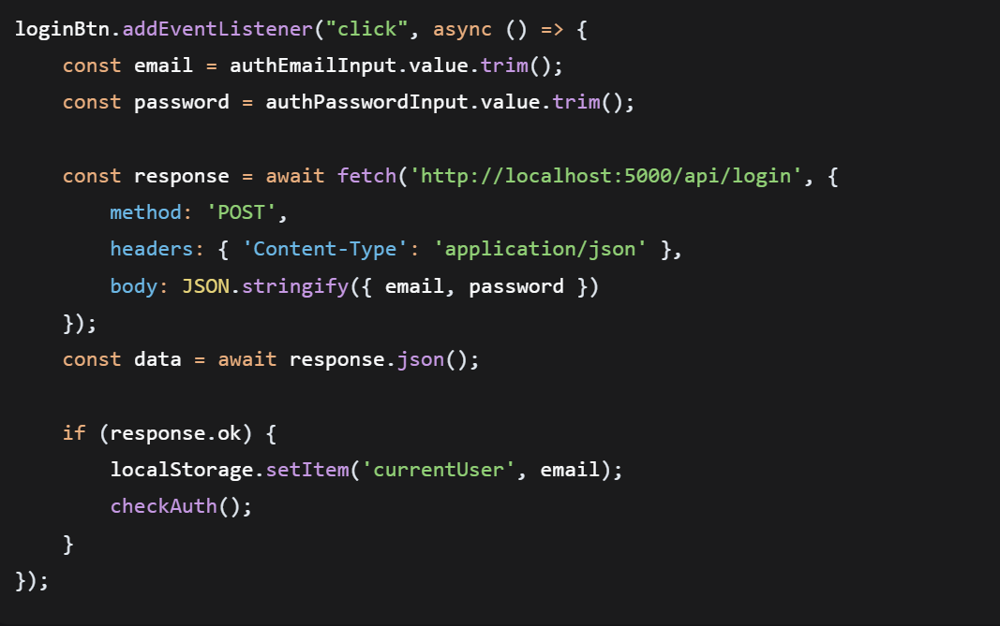 loginBtn.addEventListener("click", async () => {
    const email = authEmailInput.value.trim();
    const password = authPasswordInput.value.trim();

    const response = await fetch('http://localhost:5000/api/login', {
        method: 'POST',
        headers: { 'Content-Type': 'application/json' },
        body: JSON.stringify({ email, password })
    });
    const data = await response.json();

    if (response.ok) {
        localStorage.setItem('currentUser', email);
        checkAuth();
    }
});